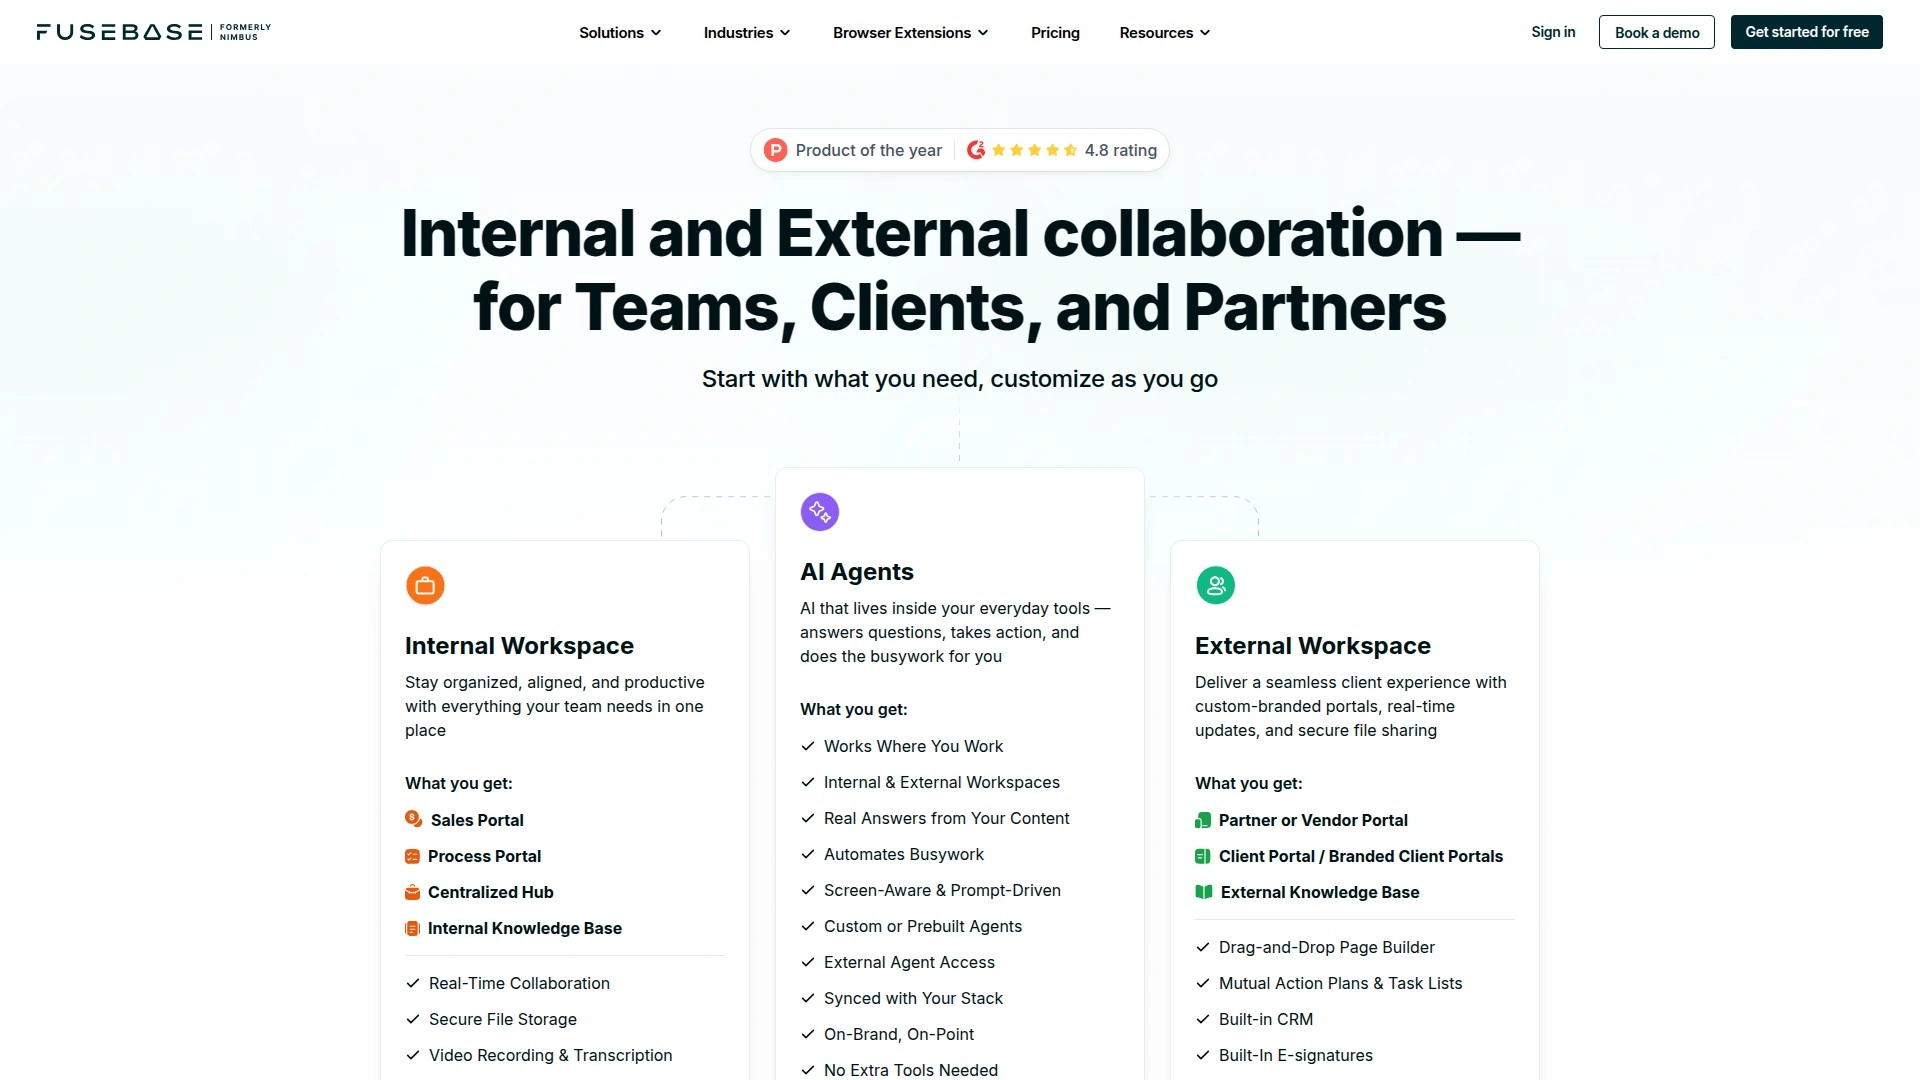 FUSEBASE FORMERLY NIMBUS
Solutions
Industries
Browser Extensions
Pricing
Resources
Sign in
Book a demo
Get started for free
Product of the year
4.8 rating
Internal and External collaboration —
for Teams, Clients, and Partners
Start with what you need, customize as you go
Internal Workspace
Stay organized, aligned, and productive
with everything your team needs in one
place
What you get:
Sales Portal
Process Portal
Centralized Hub
Internal Knowledge Base
Real-Time Collaboration
Secure File Storage
Video Recording & Transcription
AI Agents
AI that lives inside your everyday tools —
answers questions, takes action, and
does the busywork for you
What you get:
Works Where You Work
Internal & External Workspaces
Real Answers from Your Content
Automates Busywork
Screen-Aware & Prompt-Driven
Custom or Prebuilt Agents
External Agent Access
Synced with Your Stack
On-Brand, On-Point
No Extra Tools Needed
External Workspace
Deliver a seamless client experience with
custom-branded portals, real-time
updates, and secure file sharing
What you get:
Partner or Vendor Portal
Client Portal / Branded Client Portals
External Knowledge Base
Drag-and-Drop Page Builder
Mutual Action Plans & Task Lists
Built-in CRM
Built-In E-signatures